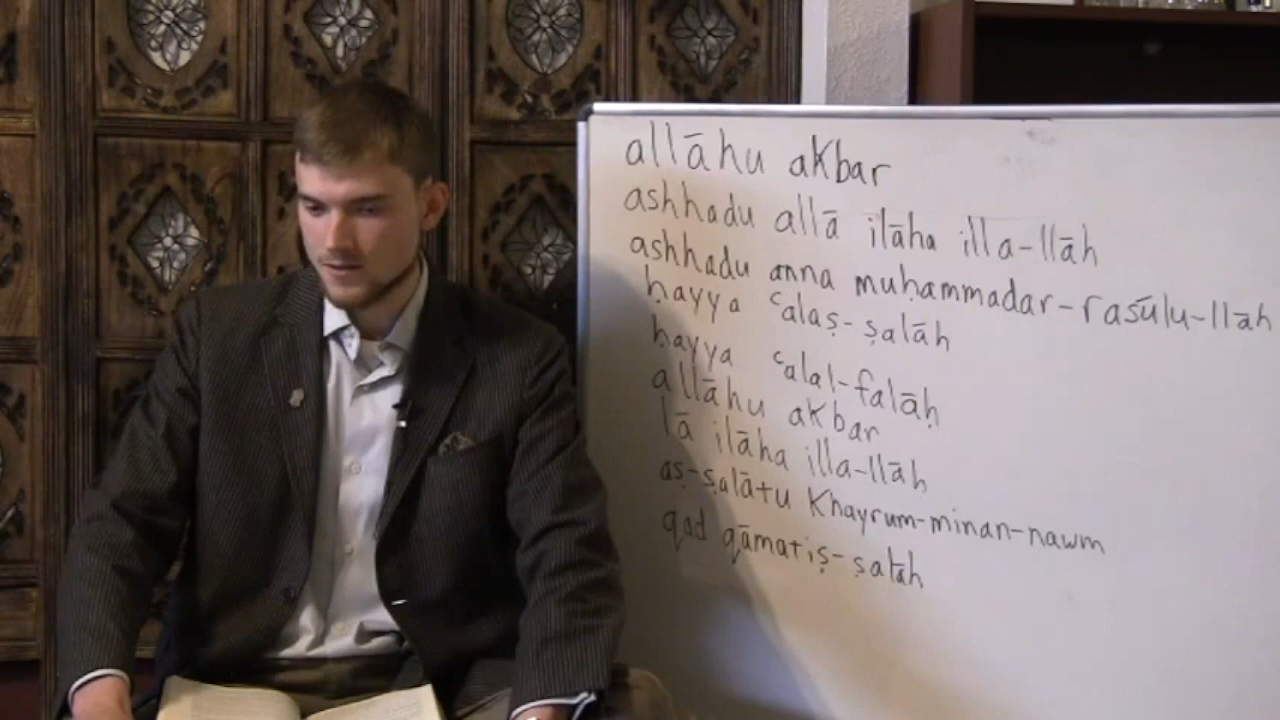 allāhu akbar
ashhadu allā ilāha illa-llāh
ashhadu anna muḥammadar-rasūlu-llāh
ḥayya ʿalaṣ-ṣalāh
ḥayya ʿalal-falāḥ
allāhu akbar
lā ilāha illa-llāh
aṣ-ṣalātu khayrum-minan-nawm
qad qāmatiṣ-ṣalāh